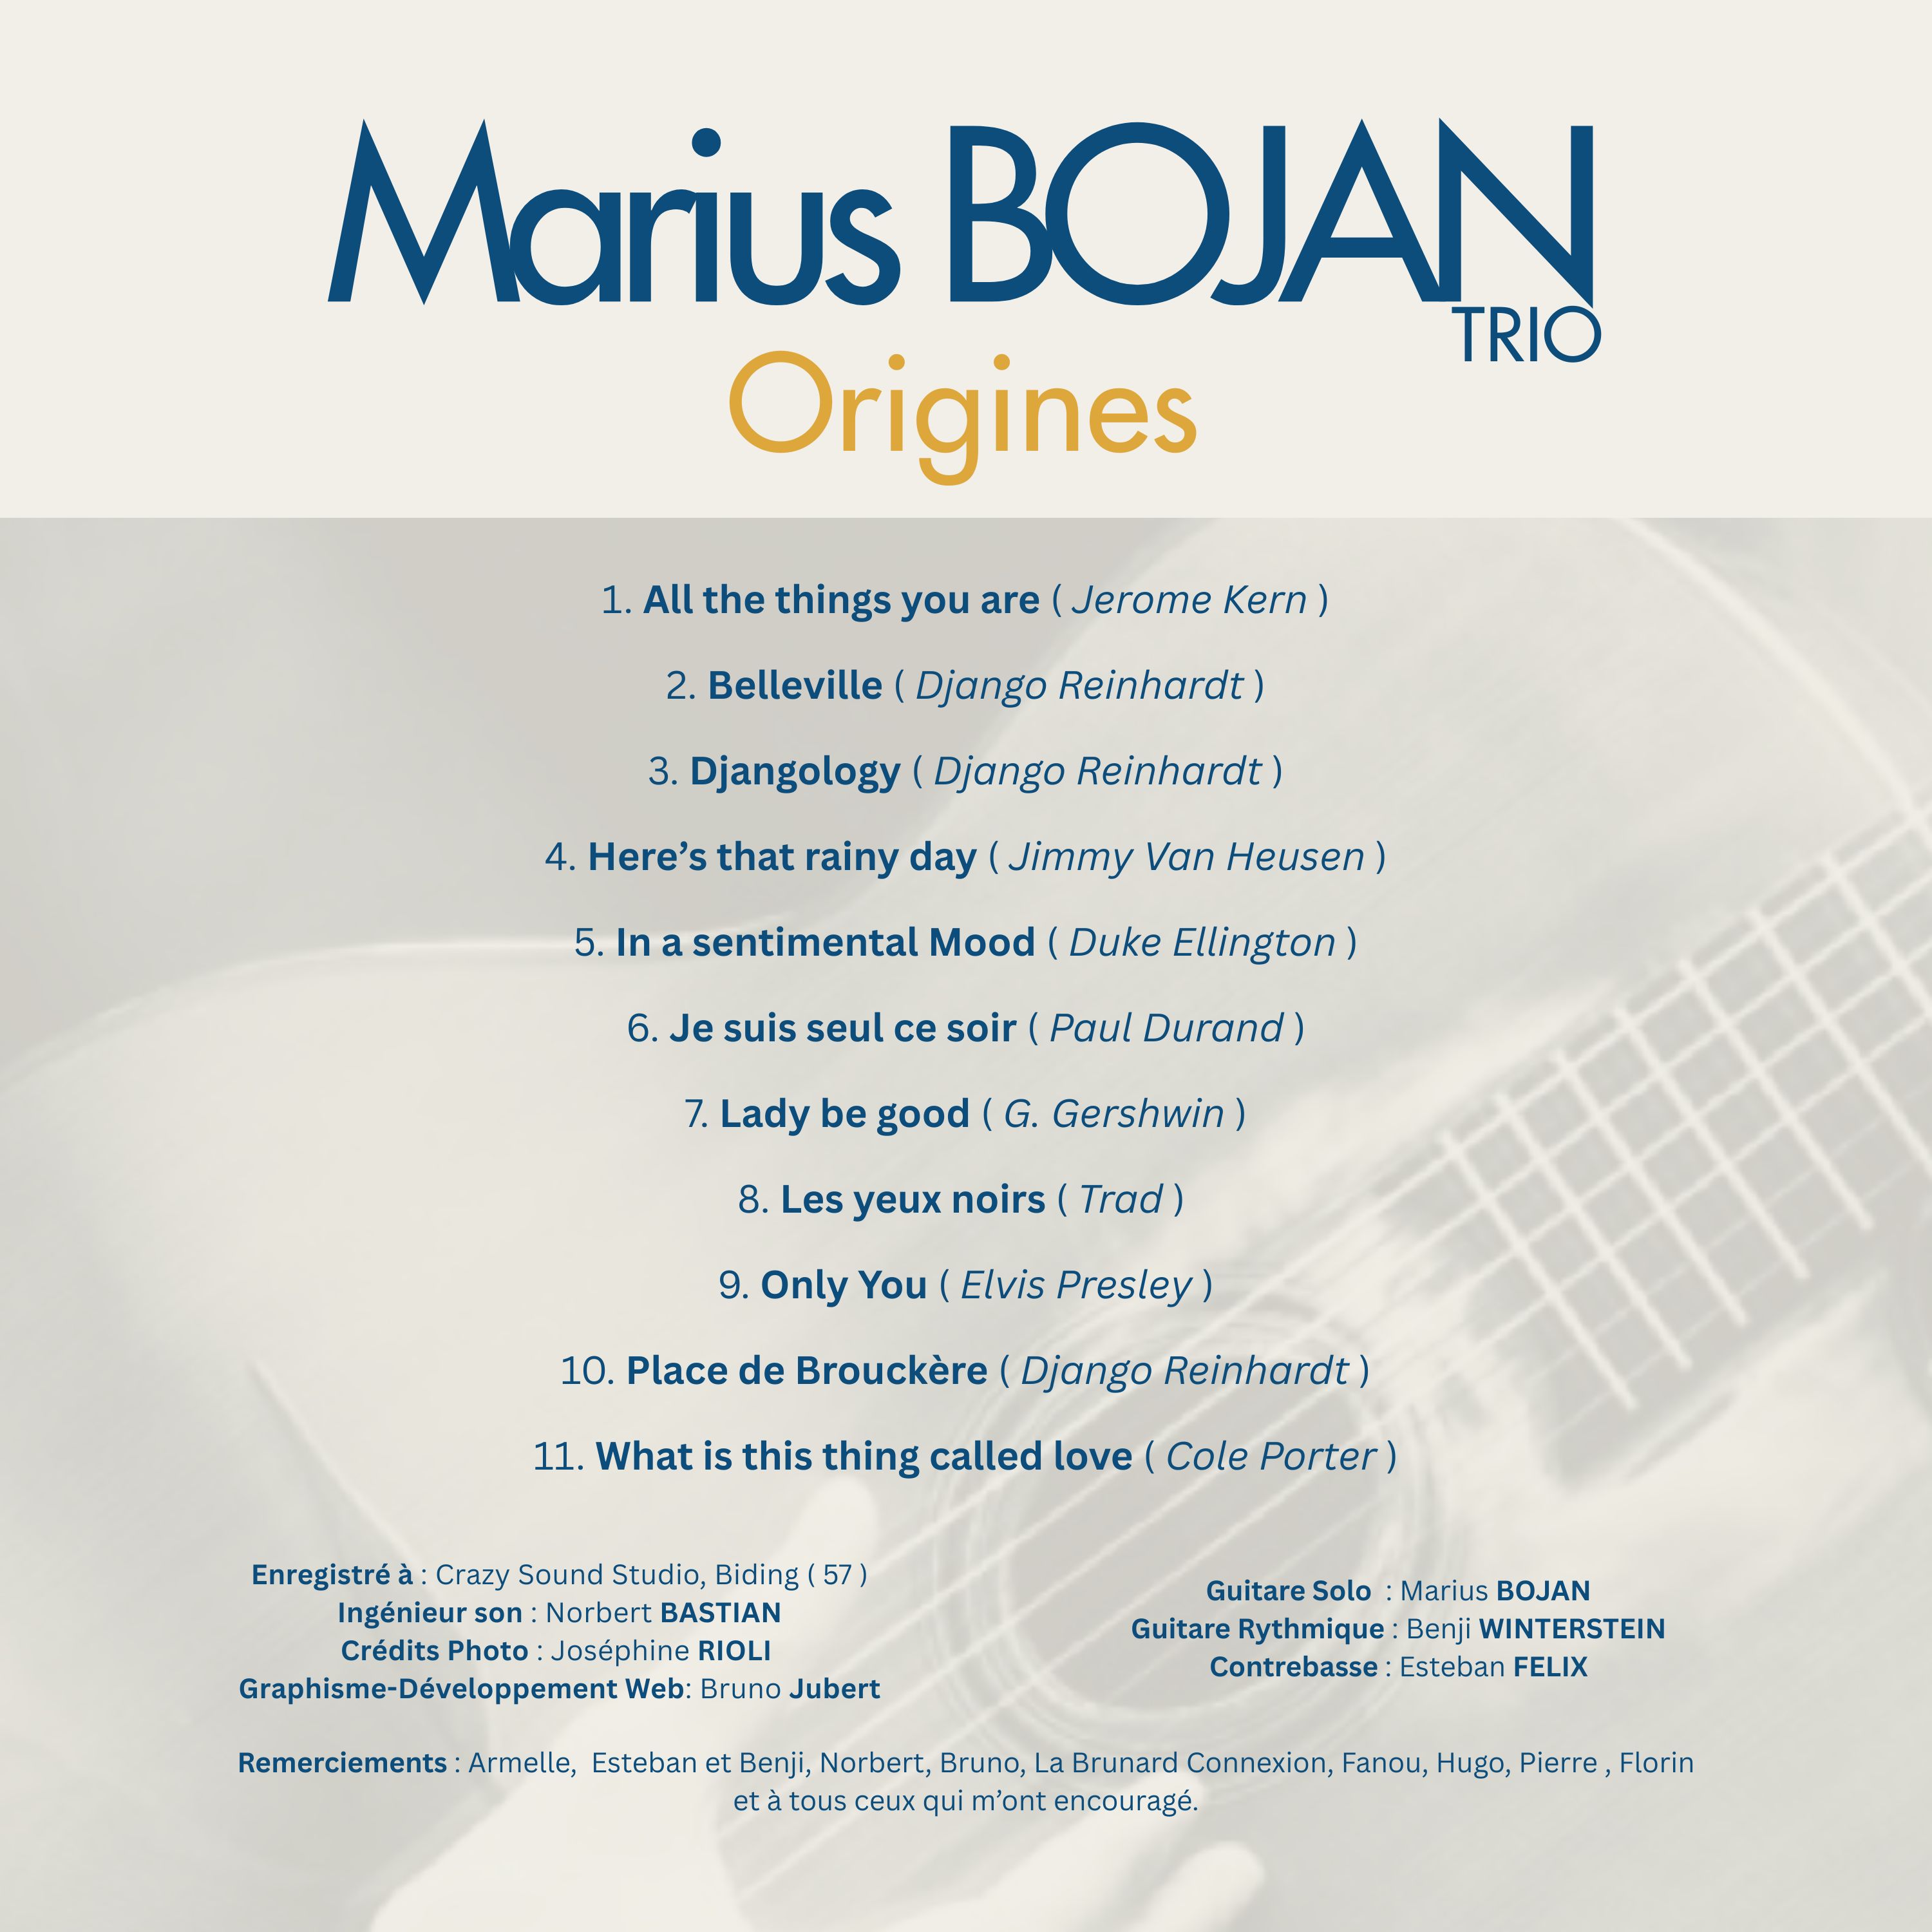 Marius BOJAN
TRIO
Origines
1. All the things you are ( Jerome Kern )
2. Belleville ( Django Reinhardt )
3. Djangology ( Django Reinhardt )
4. Here’s that rainy day ( Jimmy Van Heusen )
5. In a sentimental Mood ( Duke Ellington )
6. Je suis seul ce soir ( Paul Durand )
7. Lady be good ( G. Gershwin )
8. Les yeux noirs ( Trad )
9. Only You ( Elvis Presley )
10. Place de Brouckère ( Django Reinhardt )
11. What is this thing called love ( Cole Porter )
Enregistré à : Crazy Sound Studio, Biding ( 57 )
Ingénieur son : Norbert BASTIAN
Crédits Photo : Joséphine RIOLI
Graphisme-Développement Web: Bruno Jubert
Guitare Solo : Marius BOJAN
Guitare Rythmique : Benji WINTERSTEIN
Contrebasse : Esteban FELIX
Remerciements : Armelle, Esteban et Benji, Norbert, Bruno, La Brunard Connexion, Fanou, Hugo, Pierre , Florin
et à tous ceux qui m’ont encouragé.